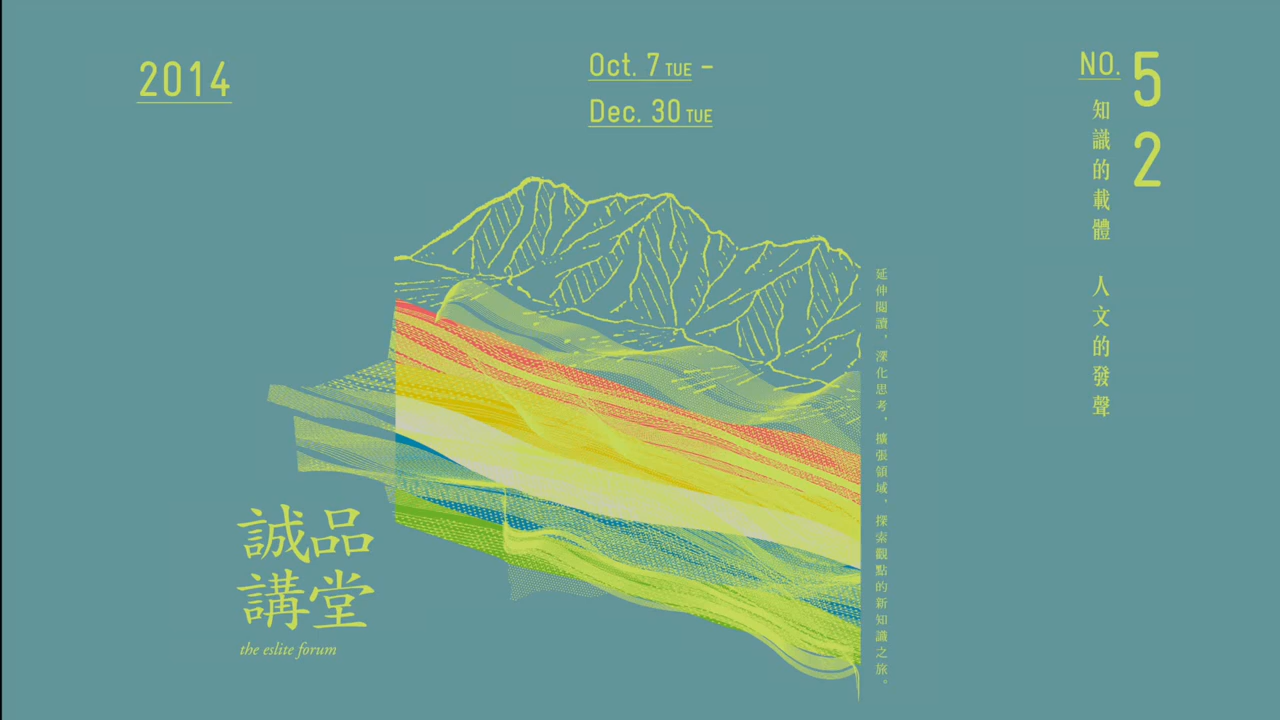 2014
Oct. 7 TUE –
Dec. 30 TUE
NO. 52
知識的載體 人文的發聲
延伸閱讀，深化思考，擴張領域，探索觀點的新知識之旅。
誠品
講堂
the eslite forum